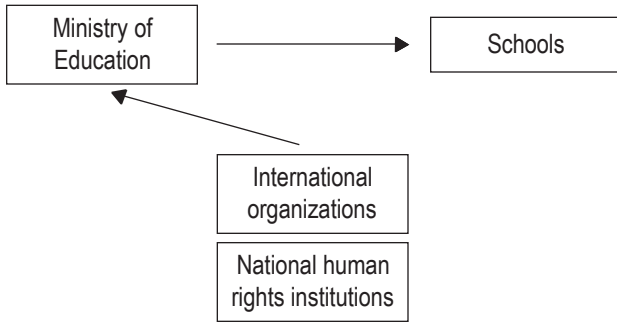 Ministry of
Education
Schools
International
organizations
National human
rights institutions